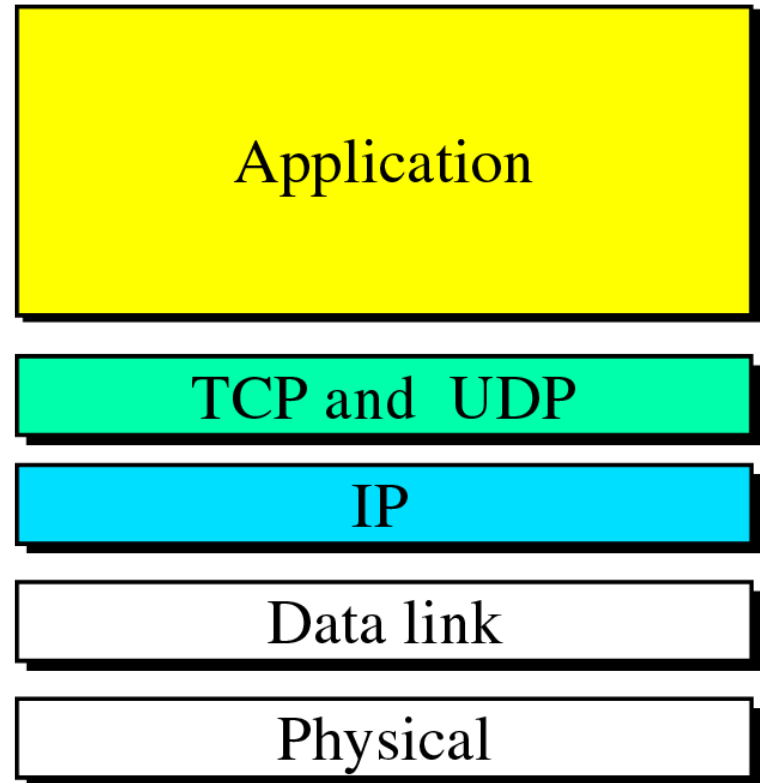 Application
TCP and UDP
IP
Data link
Physical